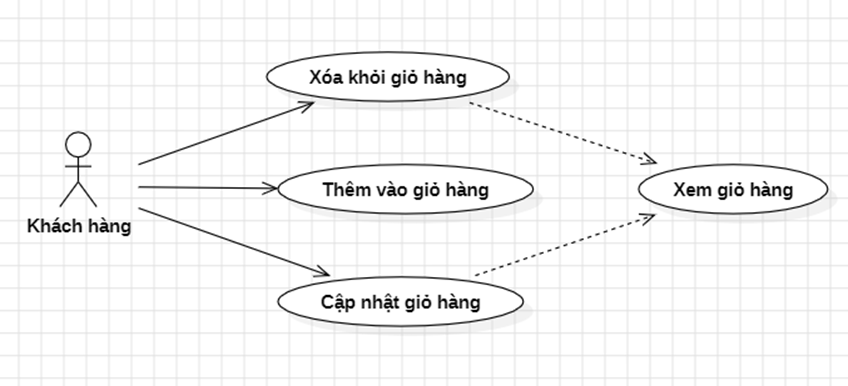 Xóa khỏi giỏ hàng
Thêm vào giỏ hàng
Xem giỏ hàng
Khách hàng
Cập nhật giỏ hàng